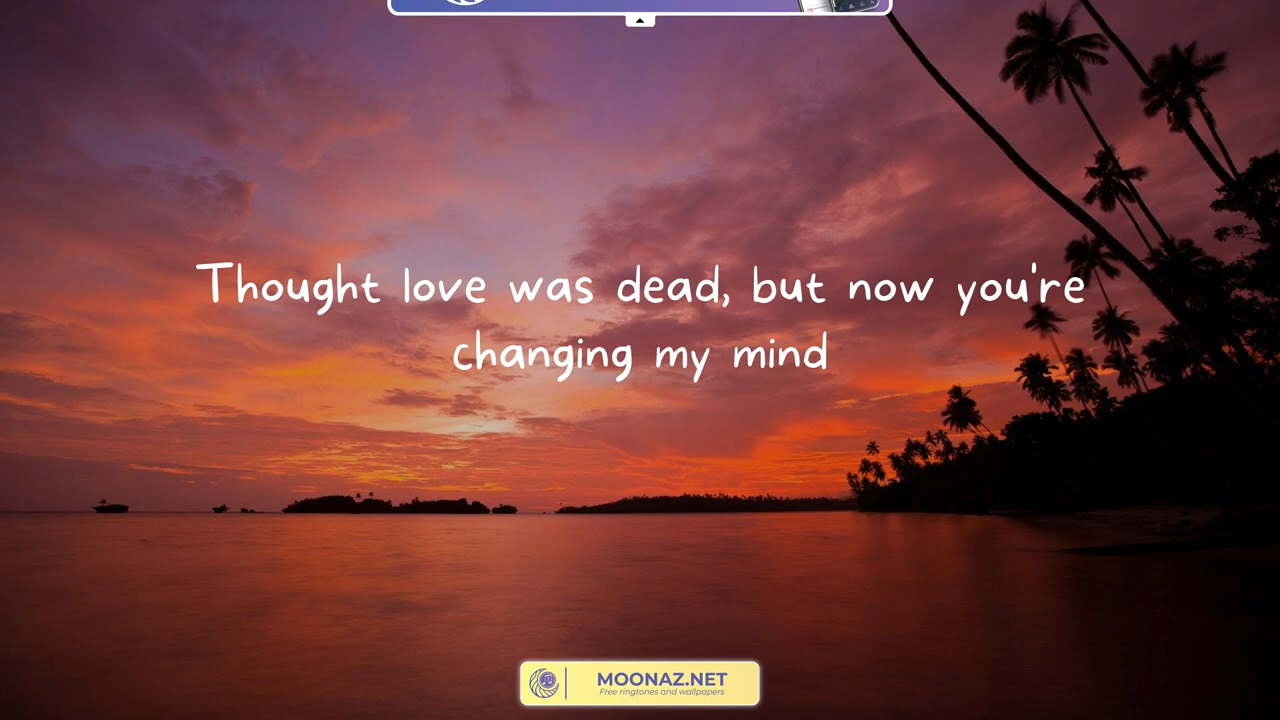 Thought love was dead, but now you're
changing my mind
MOONAZ.NET
Free ringtones and wallpapers